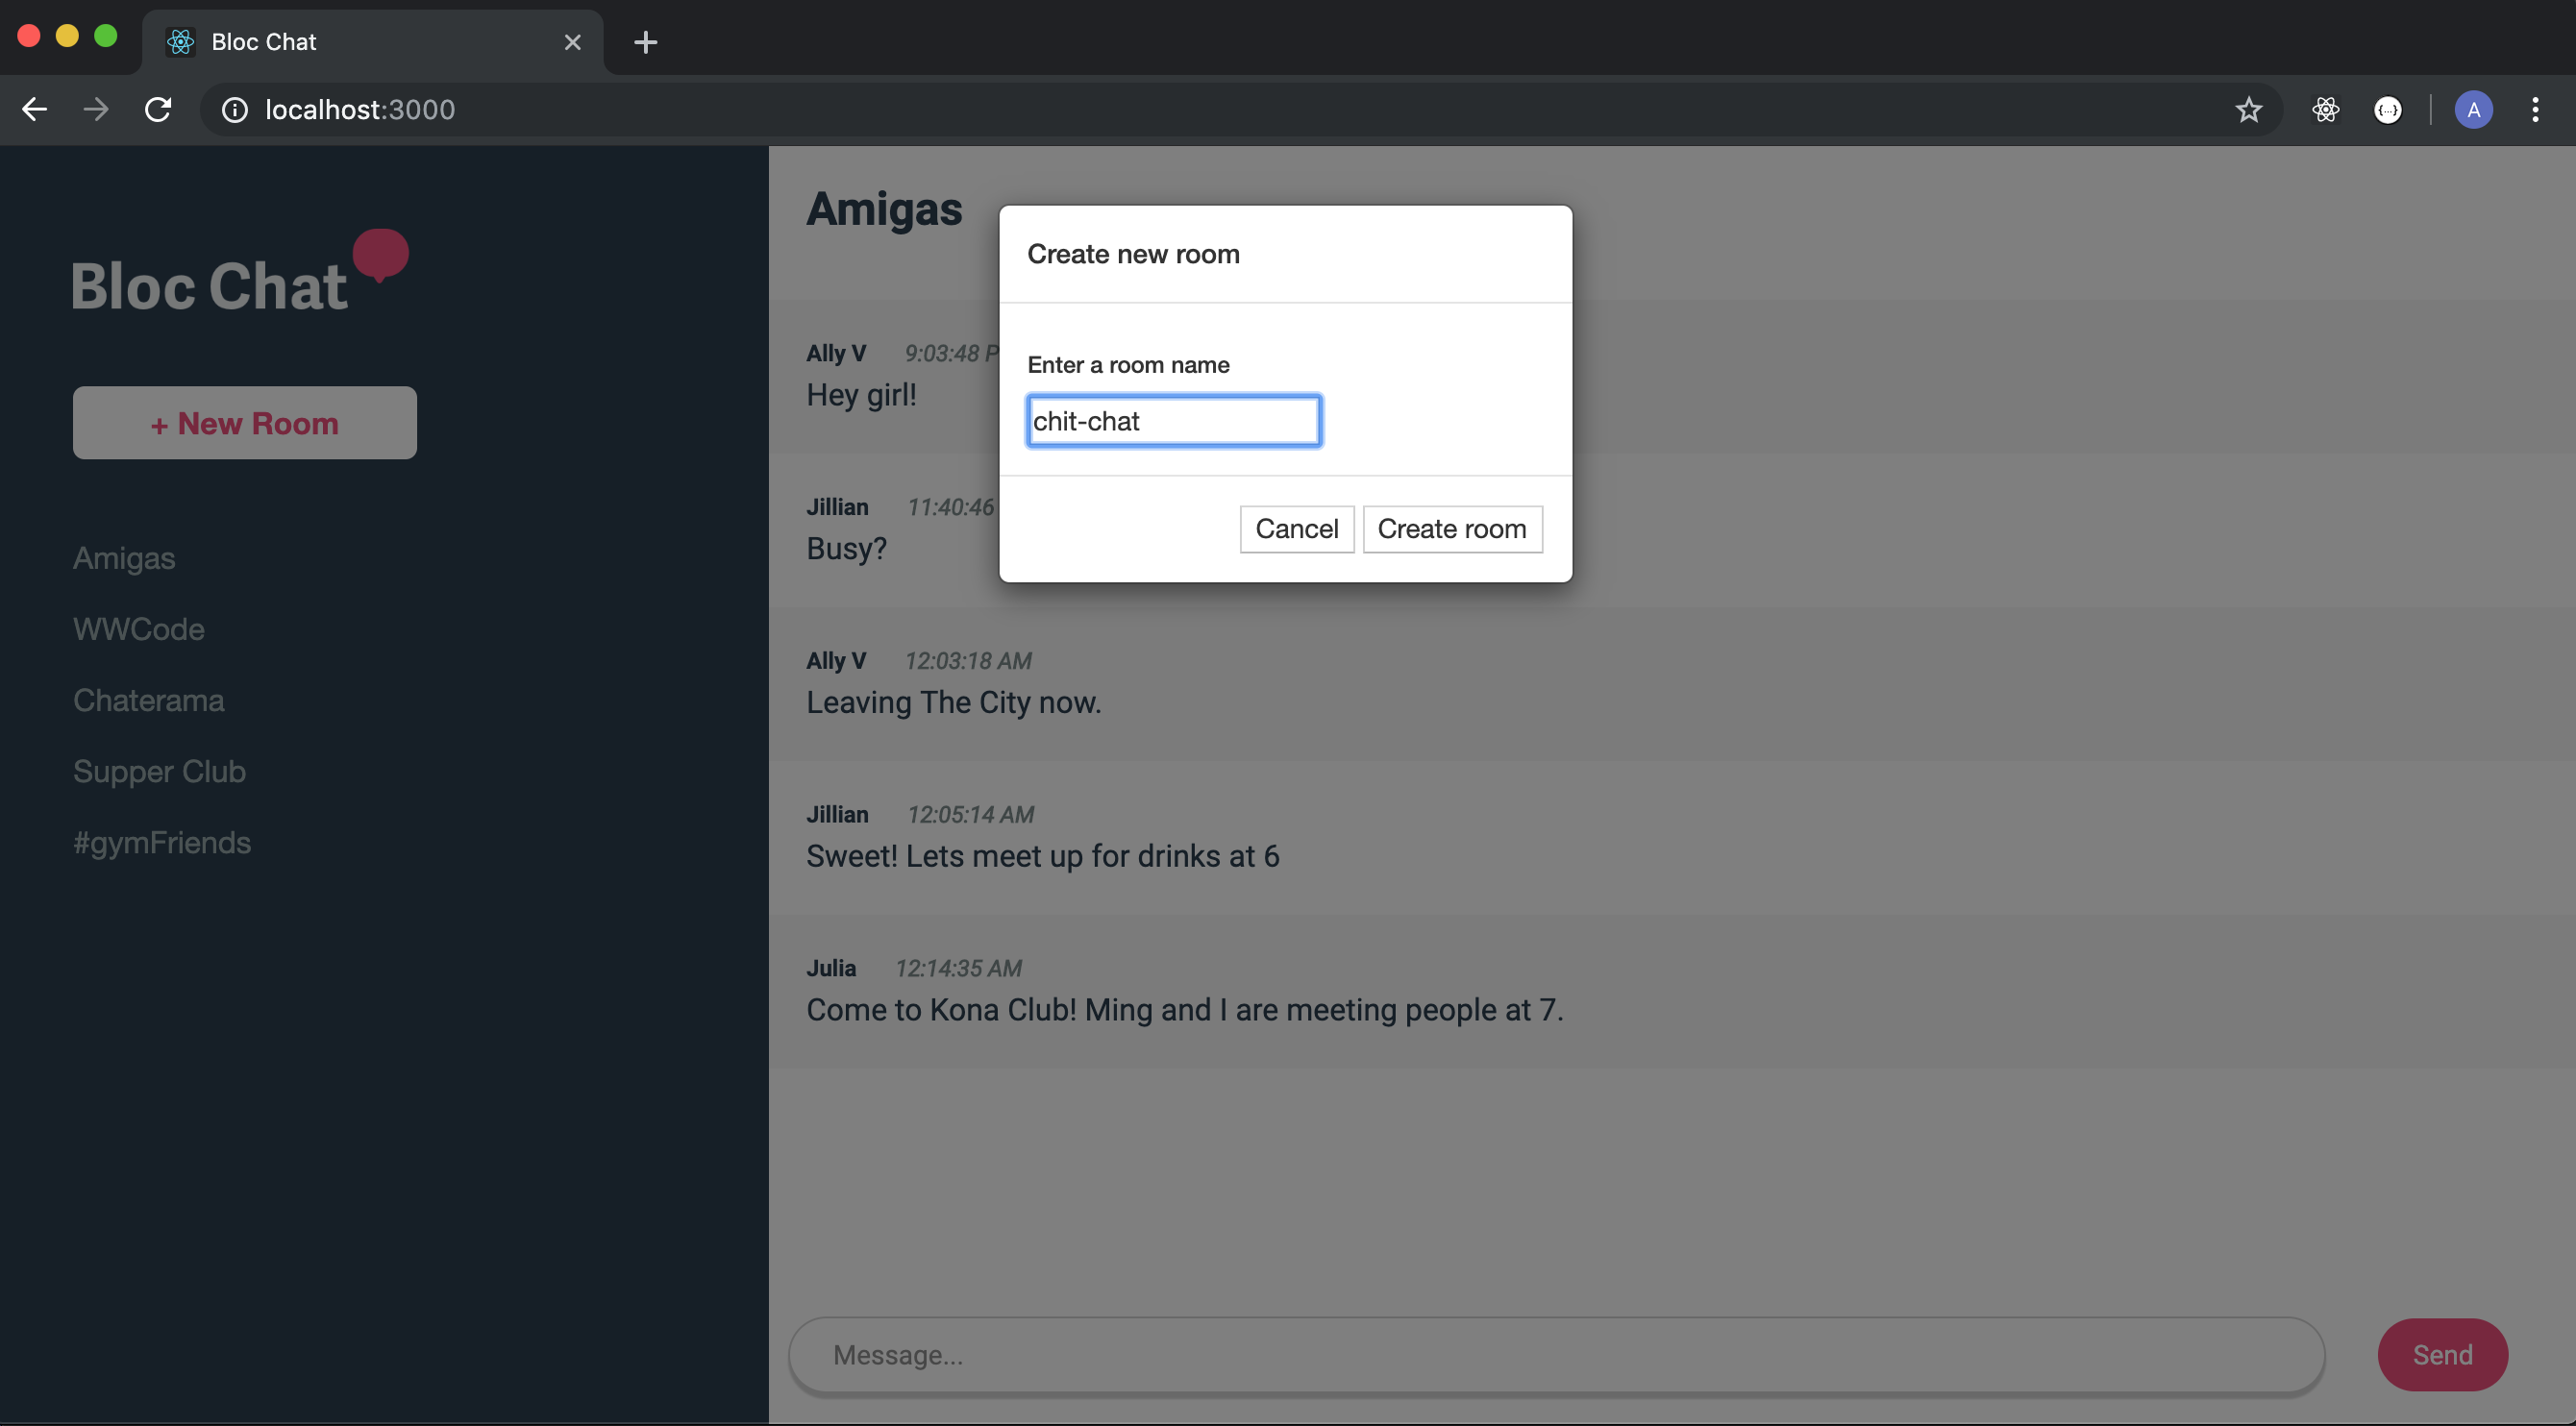 Bloc Chat
localhost:3000
A
Bloc Chat
+ New Room
Amigas
WWCode
Chaterama
Supper Club
#gymFriends
Amigas
Ally V 9:03:48 P
Hey girl!
Jillian 11:40:46
Busy?
Ally V 12:03:18 AM
Leaving The City now.
Jillian 12:05:14 AM
Sweet! Lets meet up for drinks at 6
Julia 12:14:35 AM
Come to Kona Club! Ming and I are meeting people at 7.
Message...
Send
Create new room
Enter a room name
chit-chat
Cancel Create room